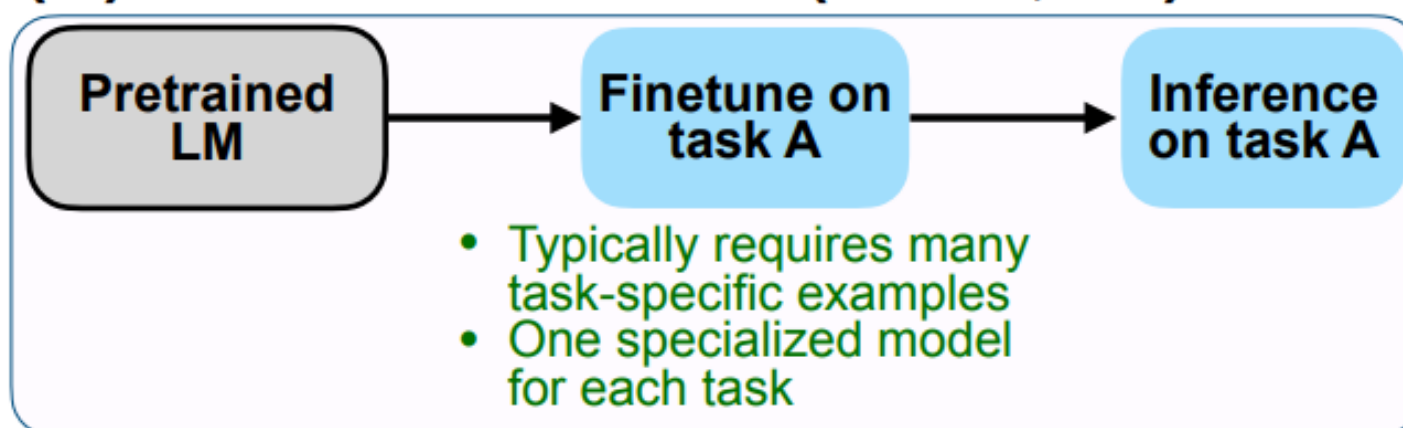 Pretrained
LM
Finetune on
task A
Inference
on task A
• Typically requires many
task-specific examples
• One specialized model
for each task